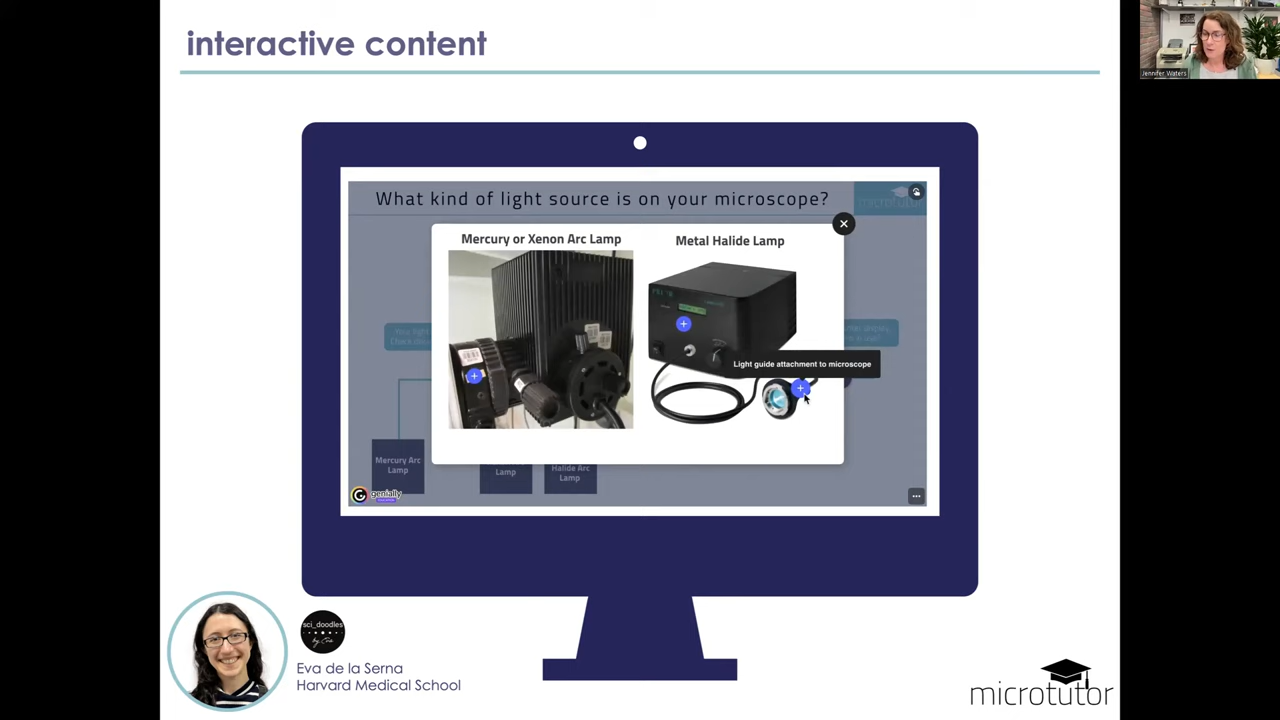 interactive content
Jennifer Waters
What kind of light source is on your microscope?
microtutor
Mercury or Xenon Arc Lamp
Metal Halide Lamp
Light guide attachment to microscope
Mercury Arc
Lamp
Lamp
Halide Arc
Lamp
genially
sci_doodles
Eva de la Serna
Harvard Medical School
microtutor